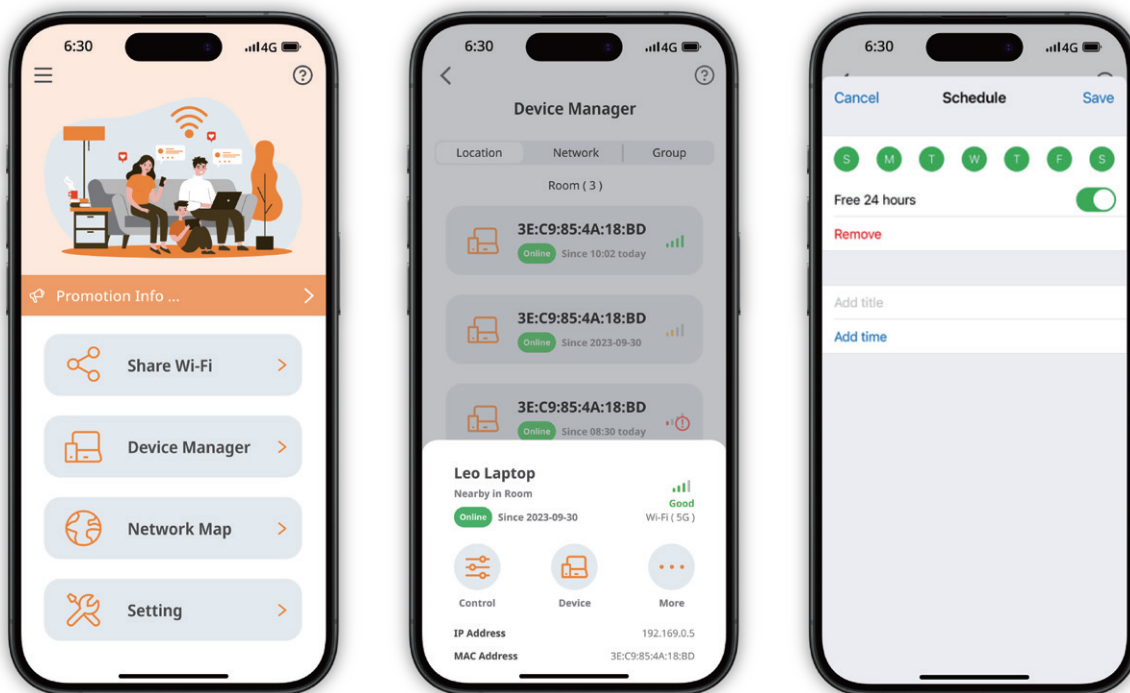 6:30
4G
?
Promotion Info ...
Share Wi-Fi
Device Manager
Network Map
Setting
6:30
4G
?
Device Manager
Location Network Group
Room ( 3 )
3E:C9:85:4A:18:BD
Online Since 10:02 today
3E:C9:85:4A:18:BD
Online Since 2023-09-30
3E:C9:85:4A:18:BD
Online Since 08:30 today
Leo Laptop
Nearby in Room
Good
Online Since 2023-09-30 Wi-Fi ( 5G )
Control Device More
IP Address 192.169.0.5
MAC Address 3E:C9:85:4A:18:BD
6:30
4G
Cancel Schedule Save
S M T W T F S
Free 24 hours
Remove
Add title
Add time